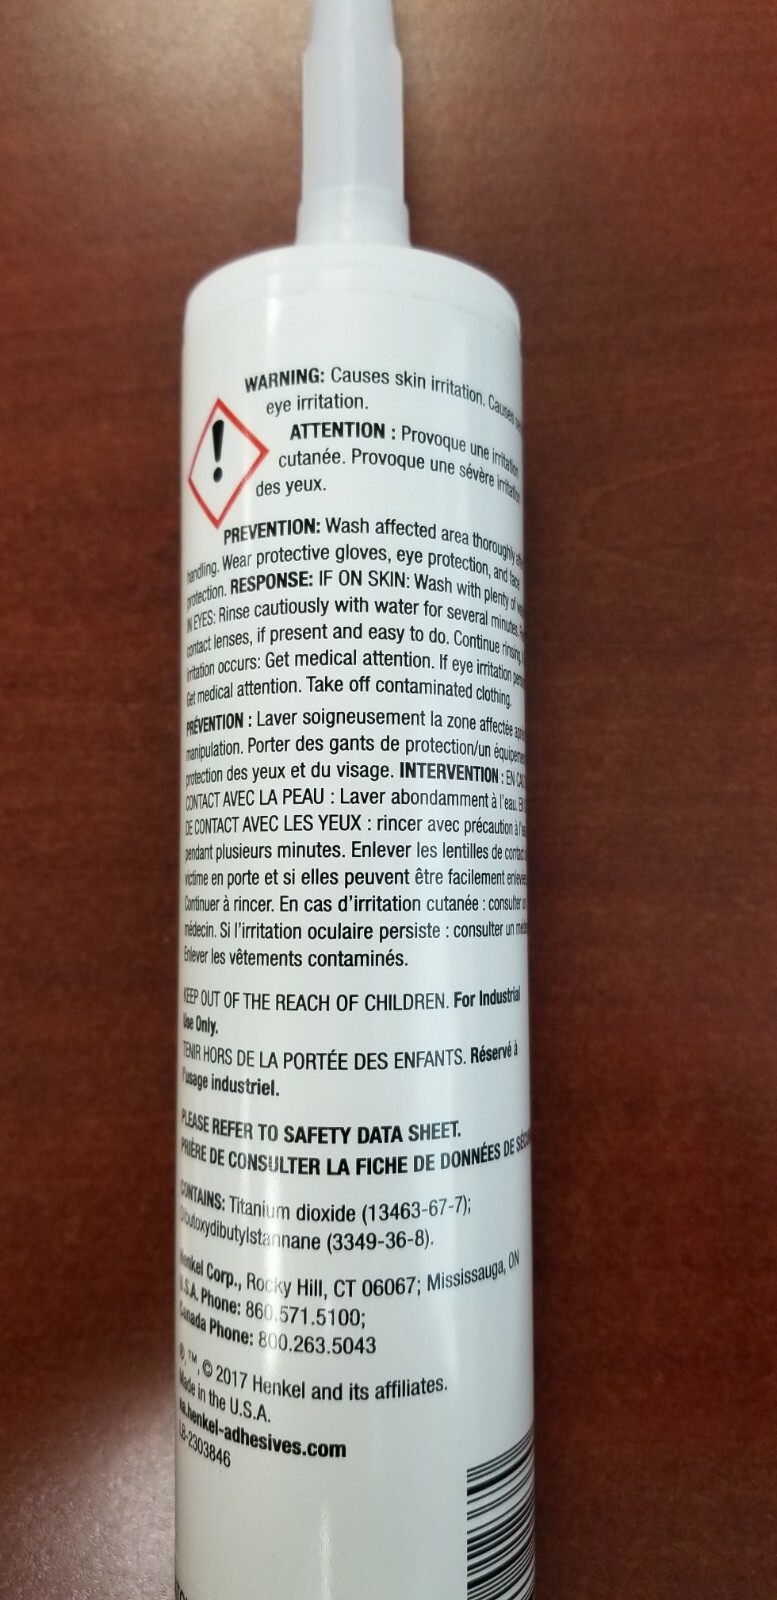 WARNING: Causes skin irritation. Causes
eye irritation.
!
ATTENTION : Provoque une irritation
cutanée. Provoque une sévère irritation
des yeux.
PREVENTION: Wash affected area thoroughly
handling. Wear protective gloves, eye protection, and face
protection. RESPONSE: IF ON SKIN: Wash with plenty of
IN EYES: Rinse cautiously with water for several minutes.
contact lenses, if present and easy to do. Continue rinsing.
irritation occurs: Get medical attention. If eye irritation
Get medical attention. Take off contaminated clothing.
PRÉVENTION : Laver soigneusement la zone affectée
manipulation. Porter des gants de protection/un équipement
protection des yeux et du visage. INTERVENTION : EN CAS
CONTACT AVEC LA PEAU : Laver abondamment à l'eau. EN
DE CONTACT AVEC LES YEUX : rincer avec précaution à
pendant plusieurs minutes. Enlever les lentilles de contact
victime en porte et si elles peuvent être facilement enlevées
Continuer à rincer. En cas d'irritation cutanée : consulter un
médecin. Si l'irritation oculaire persiste : consulter un
Enlever les vêtements contaminés.
KEEP OUT OF THE REACH OF CHILDREN. For Industrial
Use Only.
TENIR HORS DE LA PORTÉE DES ENFANTS. Réservé à
l'usage industriel.
PLEASE REFER TO SAFETY DATA SHEET.
PRIÈRE DE CONSULTER LA FICHE DE DONNÉES DE
CONTAINS: Titanium dioxide (13463-67-7);
Dibutoxydibutylstannane (3349-36-8).
Henkel Corp., Rocky Hill, CT 06067; Mississauga, ON
U.S.A. Phone: 860.571.5100;
Canada Phone: 800.263.5043
®, ™, © 2017 Henkel and its affiliates.
Made in the U.S.A.
na.henkel-adhesives.com
LB-2303846